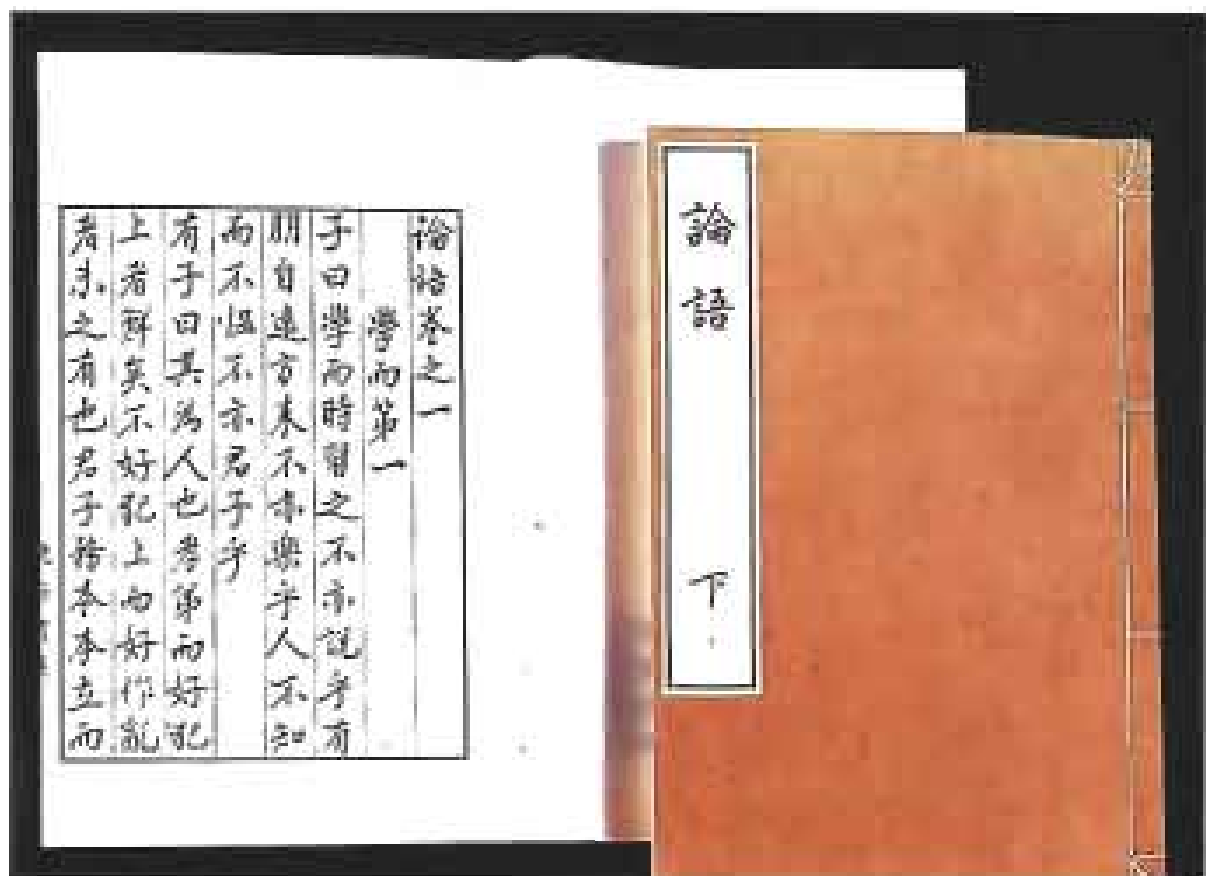 論語卷之一
學而第一
子曰學而時習之不亦說乎有
朋自遠方来不亦樂乎人不知
而不慍不亦君子乎
有子曰其為人也孝第而好犯
上者鮮矣不好犯上而好作亂
者未之有也君子務本本立而
論語
下